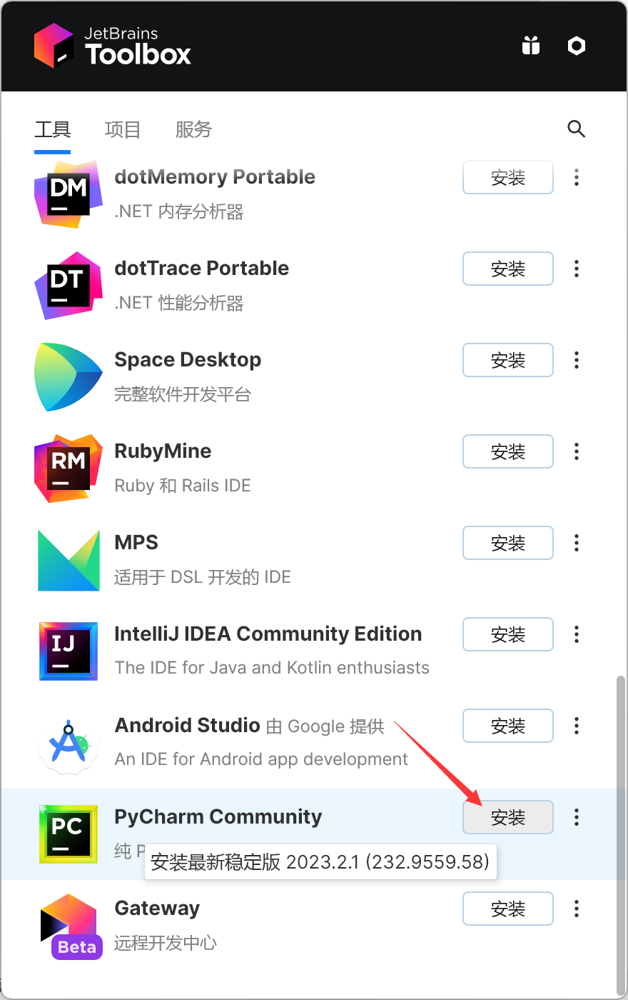 JetBrains
Toolbox
工具 项目 服务
DM
dotMemory Portable
安装
.NET 内存分析器
DT
dotTrace Portable
安装
.NET 性能分析器
Space Desktop
安装
完整软件开发平台
RM
RubyMine
安装
Ruby 和 Rails IDE
MPS
安装
适用于 DSL 开发的 IDE
IJ
IntelliJ IDEA Community Edition
安装
The IDE for Java and Kotlin enthusiasts
Android Studio 由 Google 提供
安装
An IDE for Android app development
PC
PyCharm Community
安装
纯 P
安装最新稳定版 2023.2.1 (232.9559.58)
Gateway
安装
Beta
远程开发中心